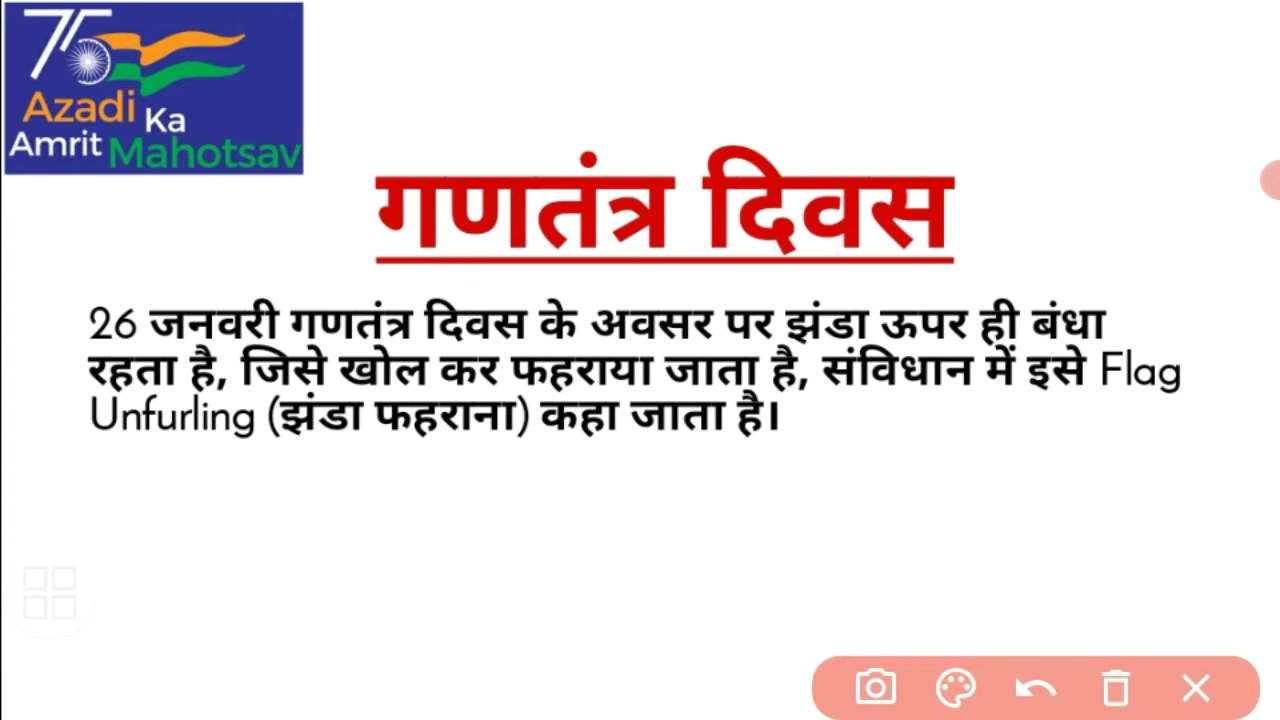 75
Azadi Ka
Amrit Mahotsav
गणतंत्र दिवस
26 जनवरी गणतंत्र दिवस के अवसर पर झंडा ऊपर ही बंधा
रहता है, जिसे खोल कर फहराया जाता है, संविधान में इसे Flag
Unfurling (झंडा फहराना) कहा जाता है।